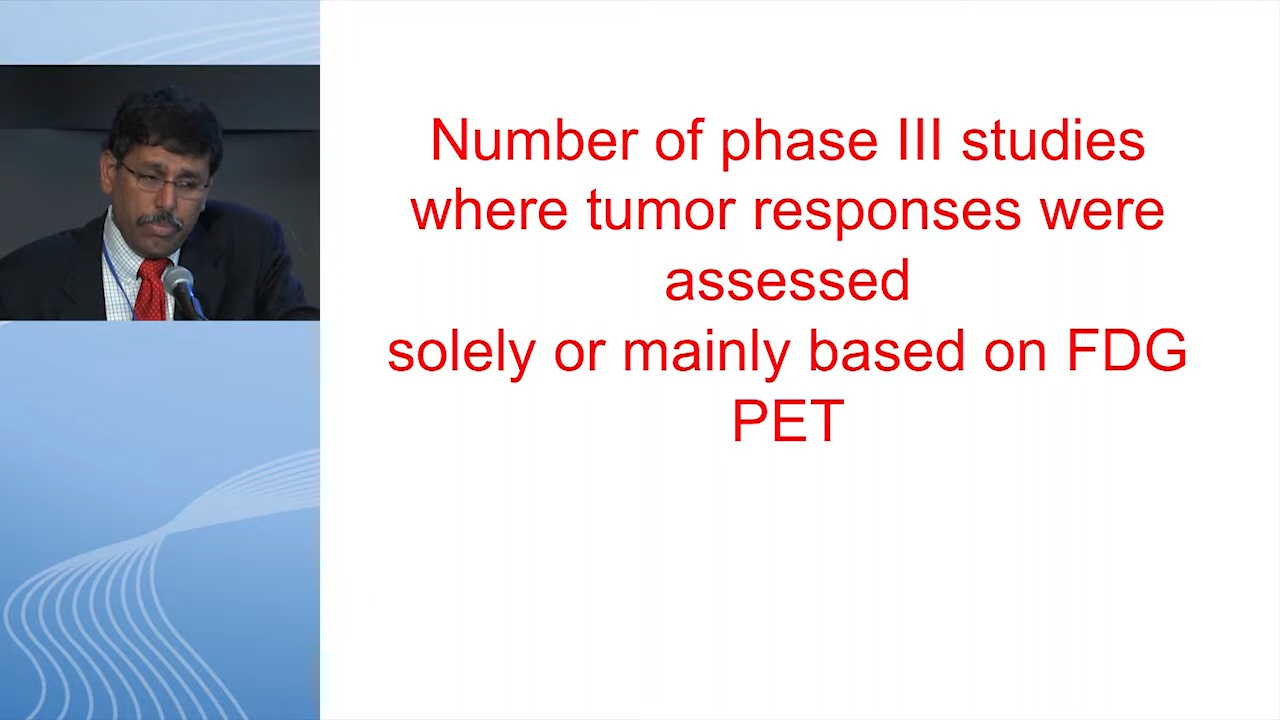 Number of phase III studies
where tumor responses were
assessed
solely or mainly based on FDG
PET